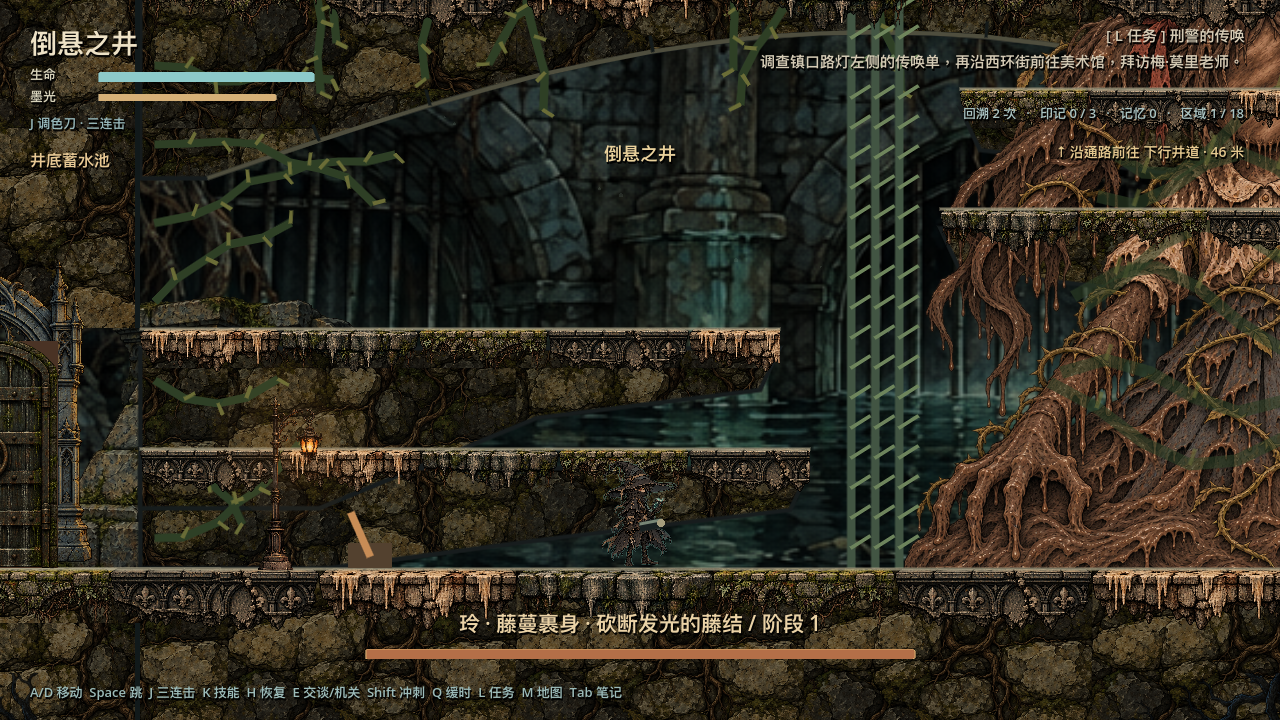 倒悬之井
生命
墨光
J 调色刀 · 三连击
井底蓄水池
[ L 任务 ] 刑警的传唤
调查镇口路灯左侧的传唤单，再沿西环街前往美术馆，拜访梅·莫里老师。
回溯 2 次 · 印记 0 / 3 · 记忆 0 · 区域 1 / 18
↑ 沿通路前往 下行井道 · 46 米
倒悬之井
玲 · 藤蔓裹身 · 砍断发光的藤结 / 阶段 1
A/D 移动 Space 跳 J 三连击 K 技能 H 恢复 E 交谈/机关 Shift 冲刺 Q 缓时 L 任务 M 地图 Tab 笔记